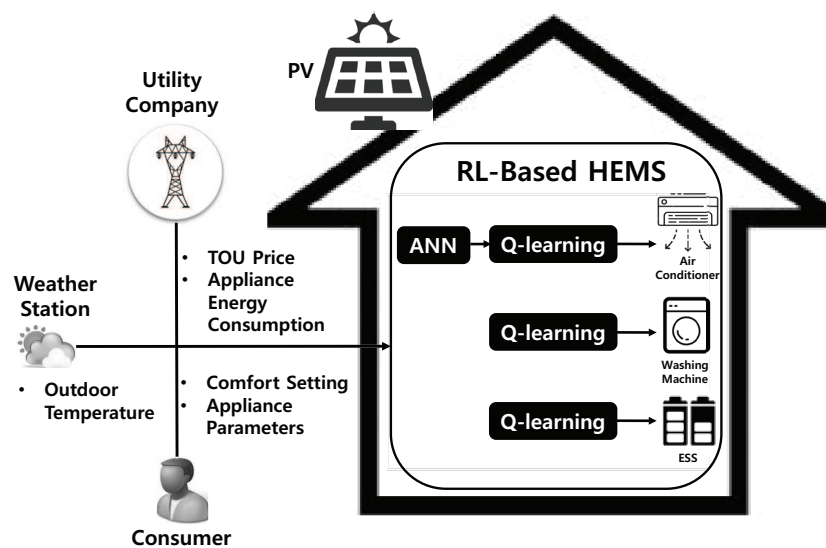 PV
Utility
Company
RL-Based HEMS
ANN
Q-learning
Air
Conditioner
• TOU Price
• Appliance
Energy
Consumption
Weather
Station
Q-learning
Washing
Machine
• Outdoor
Temperature
• Comfort Setting
• Appliance
Parameters
Q-learning
ESS
Consumer